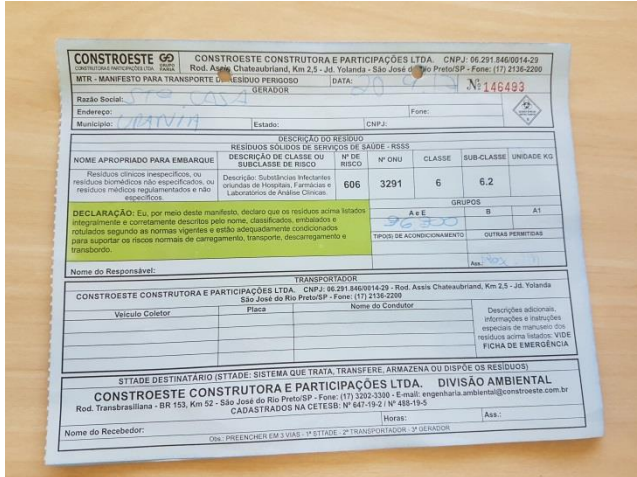 CONSTROESTE CONSTRUTORA E PARTICIPAÇÕES LTDA. CNPJ: 06.291.846/0014-29
CONSTRUTORA E PARTICIPAÇÕES LTDA
Rod. Assis Chateaubriand, Km 2,5 - Jd. Yolanda - São José do Rio Preto/SP - Fone: (17) 2136-2200
MTR - MANIFESTO PARA TRANSPORTE DE RESÍDUO PERIGOSO DATA: 20 9 17 Nº 146493
GERADOR
Razão Social: STA CASA
Endereço: Fone:
Município: URANIA Estado: CNPJ:
DESCRIÇÃO DO RESÍDUO
RESÍDUOS SÓLIDOS DE SERVIÇOS DE SAÚDE - RSSS
NOME APROPRIADO PARA EMBARQUE DESCRIÇÃO DE CLASSE OU SUBCLASSE DE RISCO Nº DE RISCO Nº ONU CLASSE SUB-CLASSE UNIDADE KG
Resíduos clínicos inespecíficos, ou
resíduos biomédicos não especificados, ou
resíduos médicos regulamentados e não
específicos.
Descrição: Substâncias Infectantes
oriundas de Hospitais, Farmácias e
Laboratórios de Análise Clínicas.
606 3291 6 6.2
DECLARAÇÃO: Eu, por meio deste manifesto, declaro que os resíduos acima listados
integralmente e corretamente descritos pelo nome, classificados, embalados e
rotulados segundo as normas vigentes e estão adequadamente condicionados
para suportar os riscos normais de carregamento, transporte, descarregamento e
transbordo.
GRUPOS
A e E B A1
TIPO(S) DE ACONDICIONAMENTO OUTRAS PERMITIDAS
Nome do Responsável: Ass.:
TRANSPORTADOR
CONSTROESTE CONSTRUTORA E PARTICIPAÇÕES LTDA. CNPJ: 06.291.846/0014-29 - Rod. Assis Chateaubriand, Km 2,5 - Jd. Yolanda
São José do Rio Preto/SP - Fone: (17) 2136-2200
Veículo Coletor Placa Nome do Condutor
Descrições adicionais,
informações e instruções
especiais de manuseio dos
resíduos acima listados: VIDE
FICHA DE EMERGÊNCIA
STTADE DESTINATÁRIO (STTADE: SISTEMA QUE TRATA, TRANSFERE, ARMAZENA OU DISPÕE OS RESÍDUOS)
CONSTROESTE CONSTRUTORA E PARTICIPAÇÕES LTDA. DIVISÃO AMBIENTAL
Rod. Transbrasiliana - BR 153, Km 52 - São José do Rio Preto/SP - Fone: (17) 3202-3300 - E-mail: engenharia.ambiental@constroeste.com.br
CADASTRADOS NA CETESB: Nº 647-19-2 / Nº 488-19-5
Nome do Recebedor: Horas: Ass.:
Obs.: PREENCHER EM 3 VIAS - 1ª STTADE - 2ª TRANSPORTADOR - 3ª GERADOR